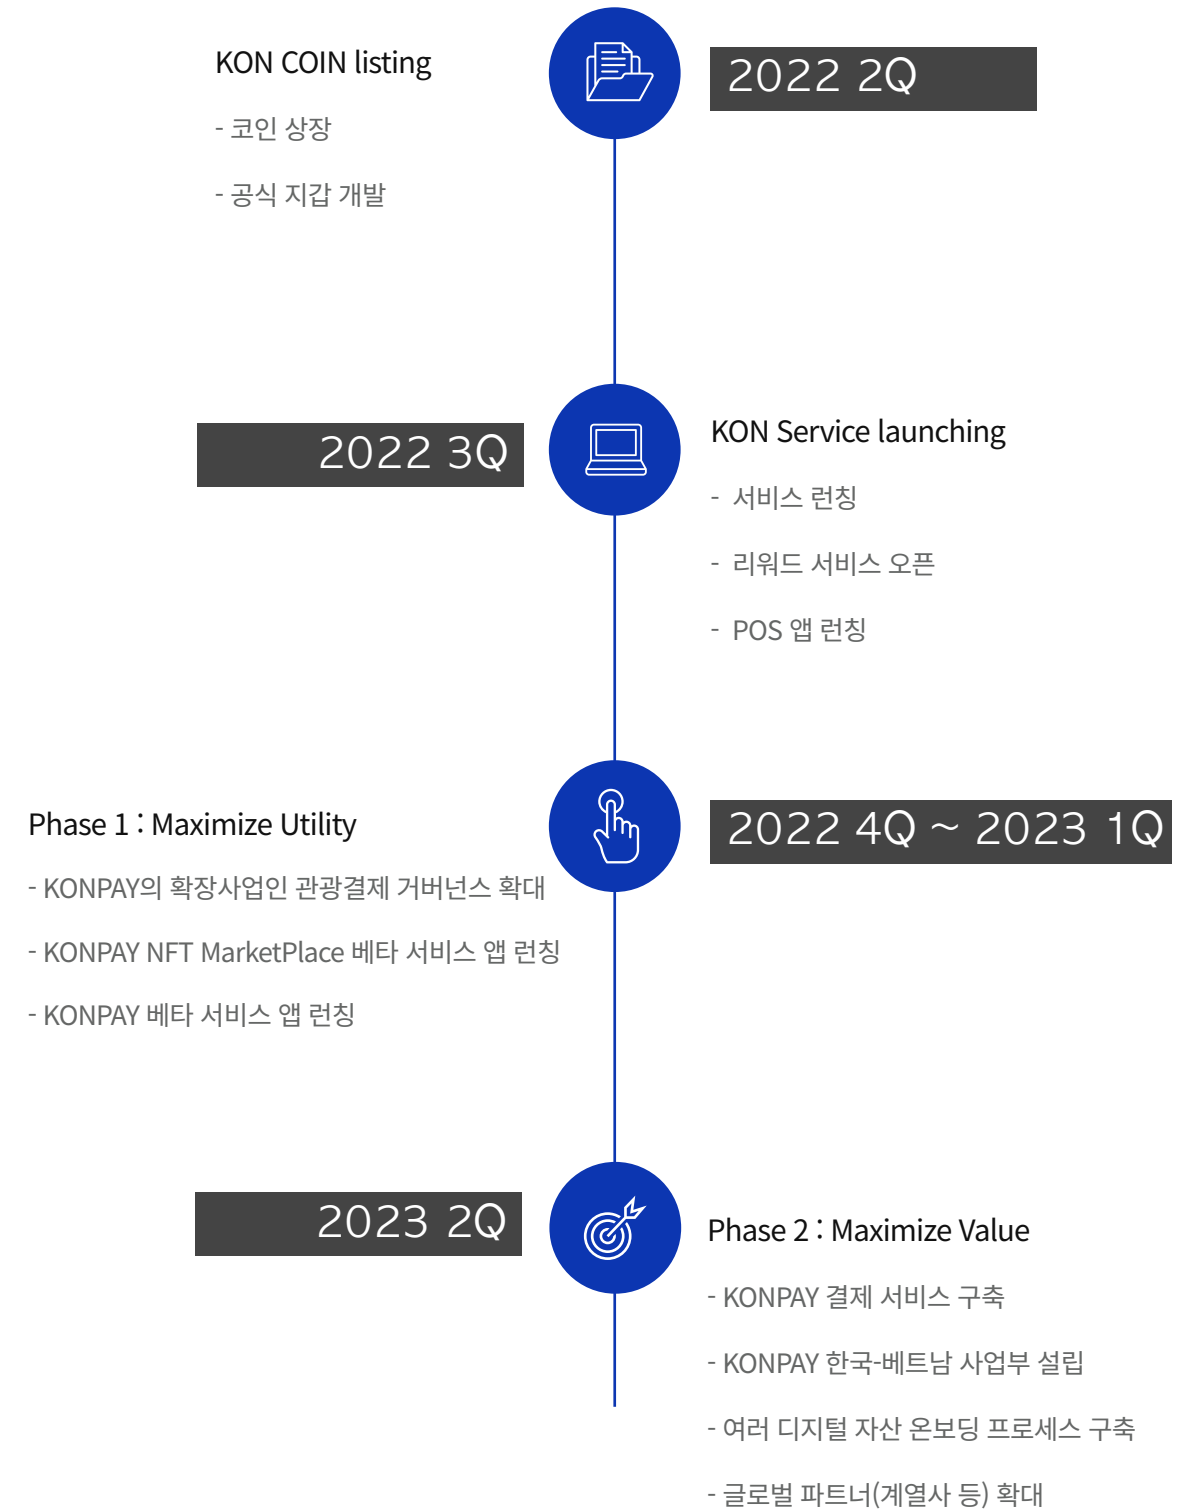 KON COIN listing
- 코인 상장
- 공식 지갑 개발
2022 2Q
2022 3Q
KON Service launching
- 서비스 런칭
- 리워드 서비스 오픈
- POS 앱 런칭
Phase 1 : Maximize Utility
- KONPAY의 확장사업인 관광결제 거버넌스 확대
- KONPAY NFT MarketPlace 베타 서비스 앱 런칭
- KONPAY 베타 서비스 앱 런칭
2022 4Q ~ 2023 1Q
2023 2Q
Phase 2 : Maximize Value
- KONPAY 결제 서비스 구축
- KONPAY 한국-베트남 사업부 설립
- 여러 디지털 자산 온보딩 프로세스 구축
- 글로벌 파트너(계열사 등) 확대